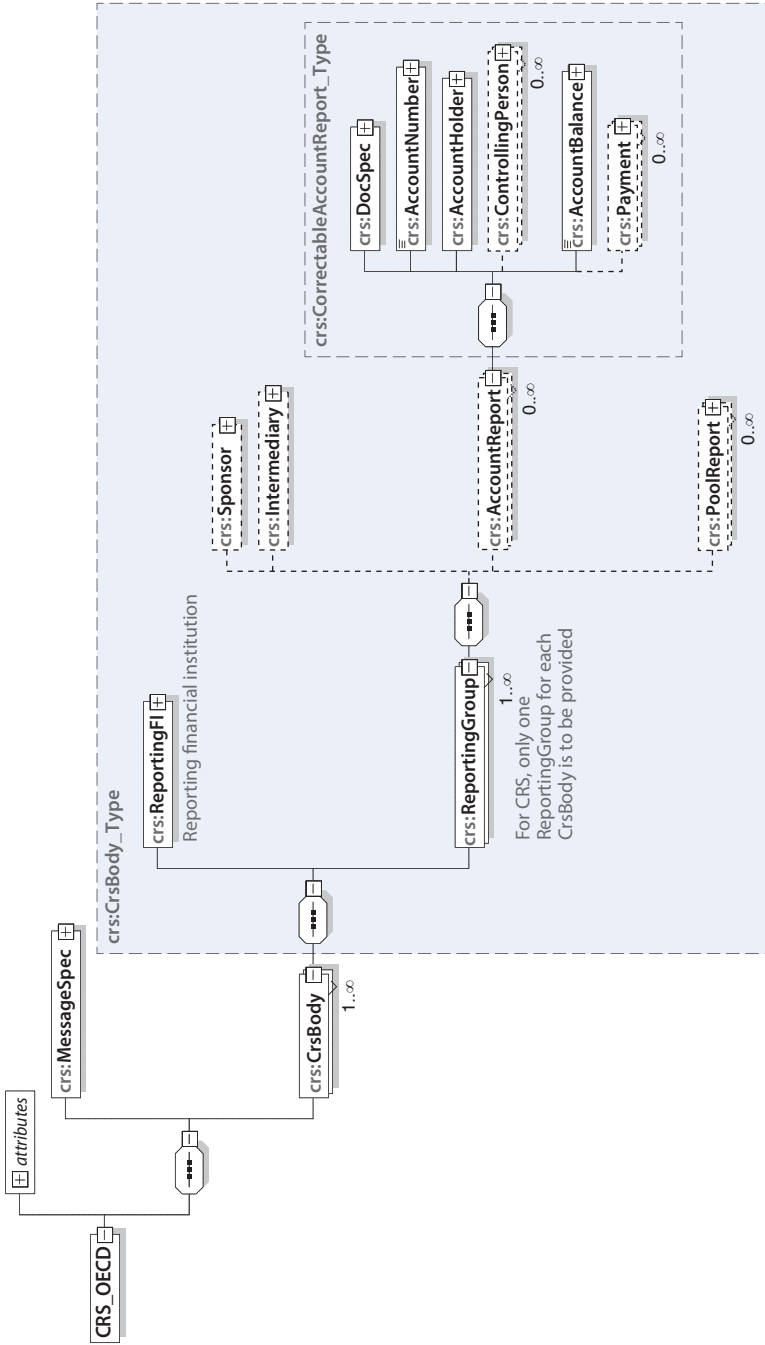 CRS_OECD
attributes
crs:MessageSpec
crs:CrsBody
1..∞
crs:CrsBody_Type
crs:ReportingFI
Reporting financial institution
crs:ReportingGroup
1..∞
For CRS, only one
ReportingGroup for each
CrsBody is to be provided
crs:Sponsor
crs:Intermediary
crs:AccountReport
0..∞
crs:PoolReport
0..∞
crs:CorrectableAccountReport_Type
crs:DocSpec
crs:AccountNumber
crs:AccountHolder
crs:ControllingPerson
0..∞
crs:AccountBalance
crs:Payment
0..∞